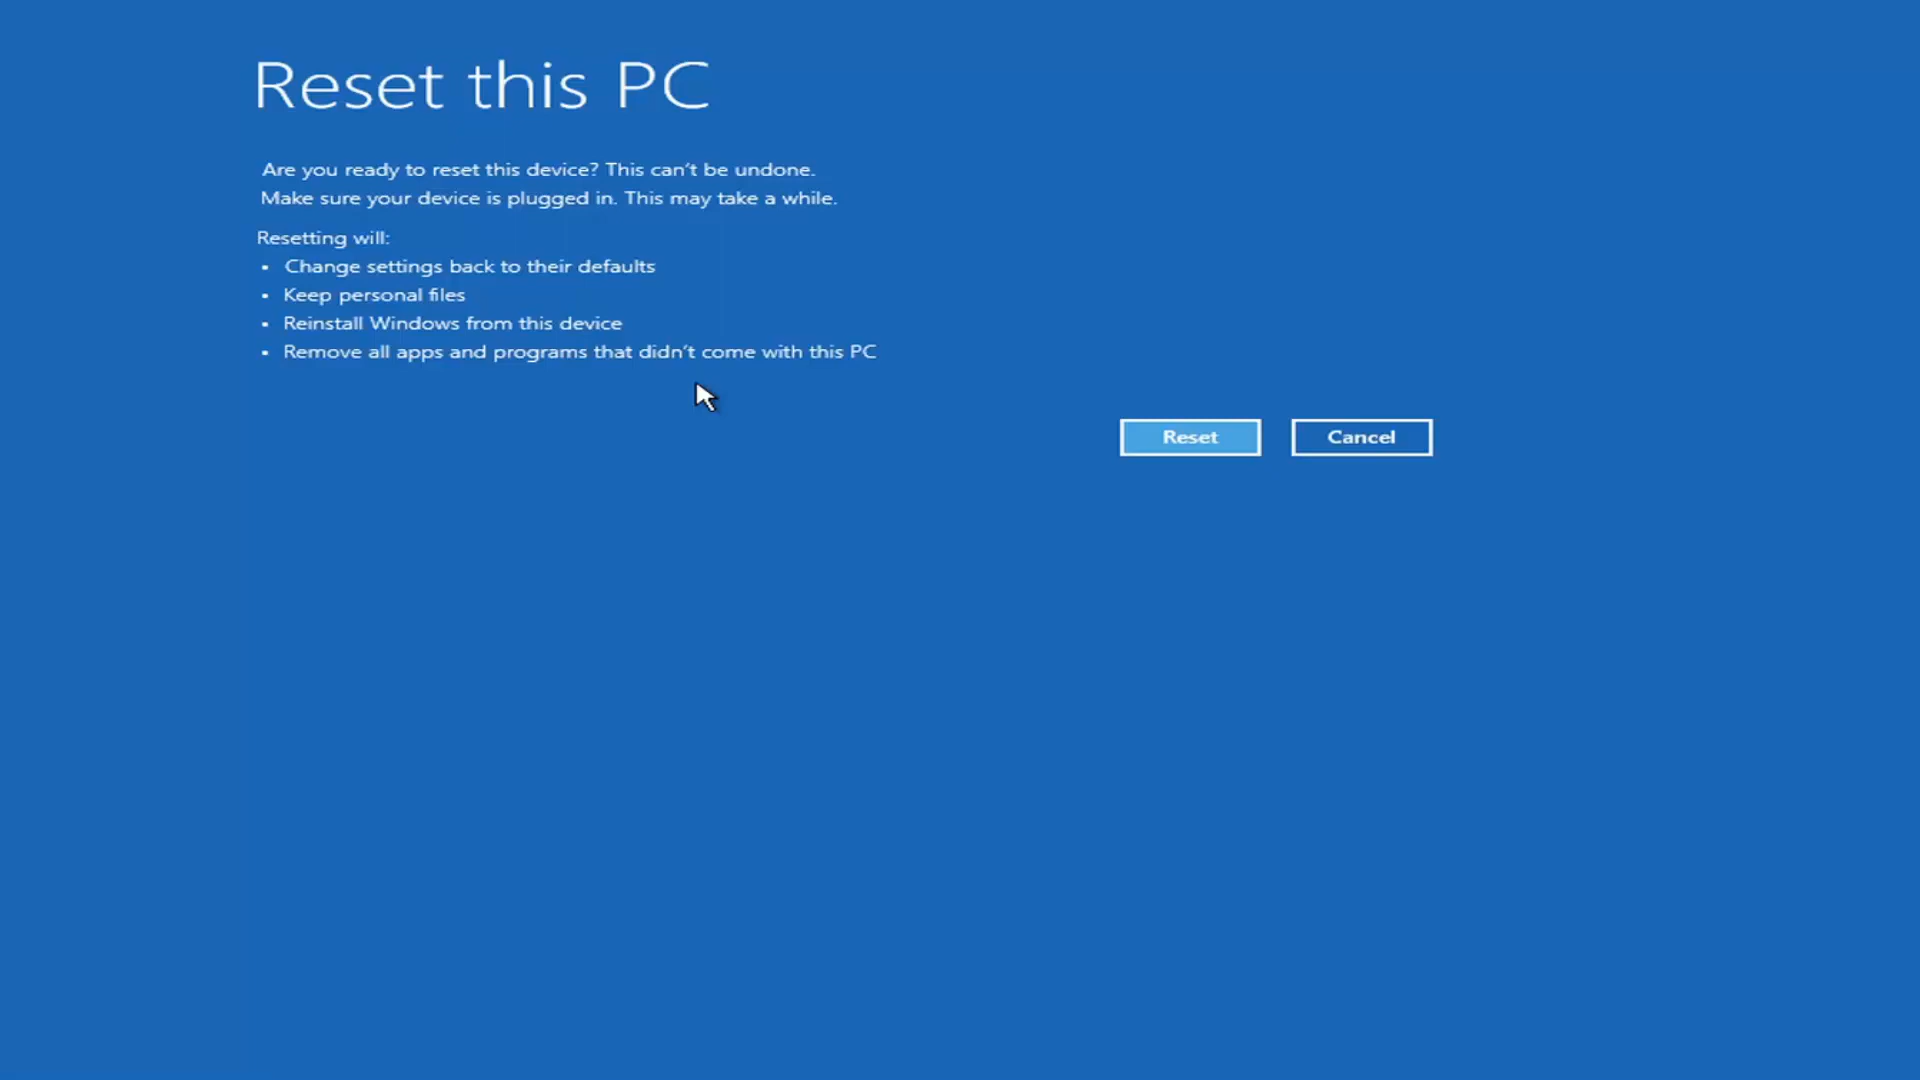 Reset this PC
Are you ready to reset this device? This can't be undone.
Make sure your device is plugged in. This may take a while.
Resetting will:
▪ Change settings back to their defaults
▪ Keep personal files
▪ Reinstall Windows from this device
▪ Remove all apps and programs that didn't come with this PC
Reset Cancel